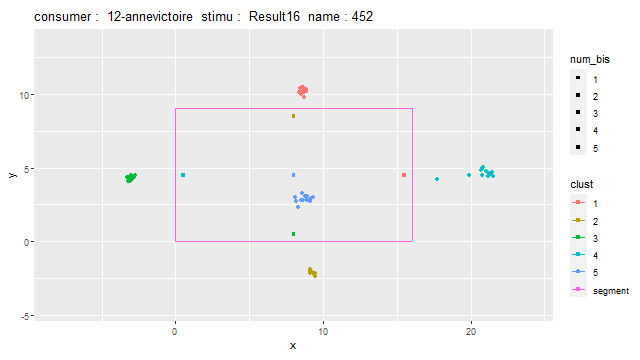 consumer :  12-annevictoire  stimu :  Result16  name : 452
num_bis
1
2
3
4
5
clust
1
2
3
4
5
segment
y
10
5
0
-5
0
10
20
x